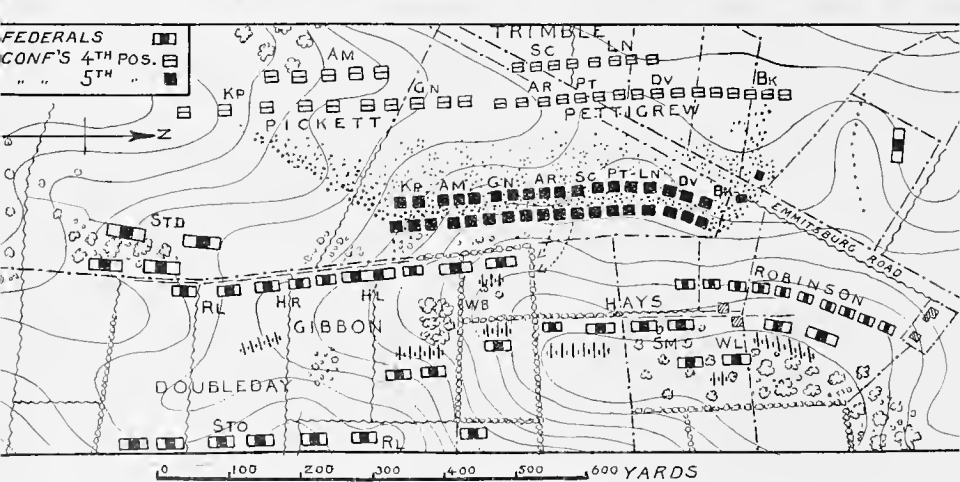 FEDERALS
CONF'S 4TH POS.
" " 5TH "
N
TRIMBLE
SC LN
AM
KP GN AR PT DV BK
PICKETT PETTIGREW
KP AM GN AR SC PT LN DV BK
EMMITSBURG ROAD
STD
ROBINSON
RL HR HL WB HAYS
GIBBON
SM WL
DOUBLEDAY
STO
RL
0 100 200 300 400 500 600 YARDS